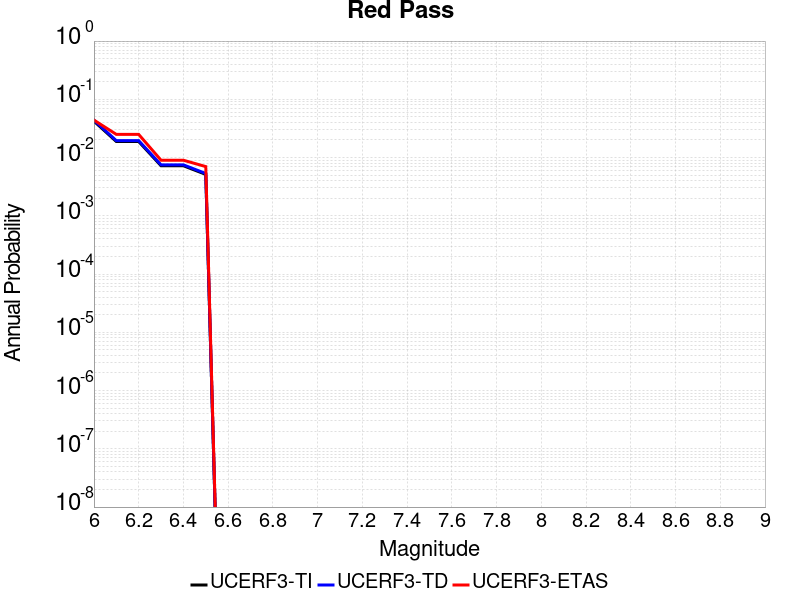 Red Pass
10^0
10^-1
10^-2
10^-3
10^-4
10^-5
10^-6
10^-7
10^-8
Annual Probability
6 6.2 6.4 6.6 6.8 7 7.2 7.4 7.6 7.8 8 8.2 8.4 8.6 8.8 9
Magnitude
UCERF3-TI UCERF3-TD UCERF3-ETAS